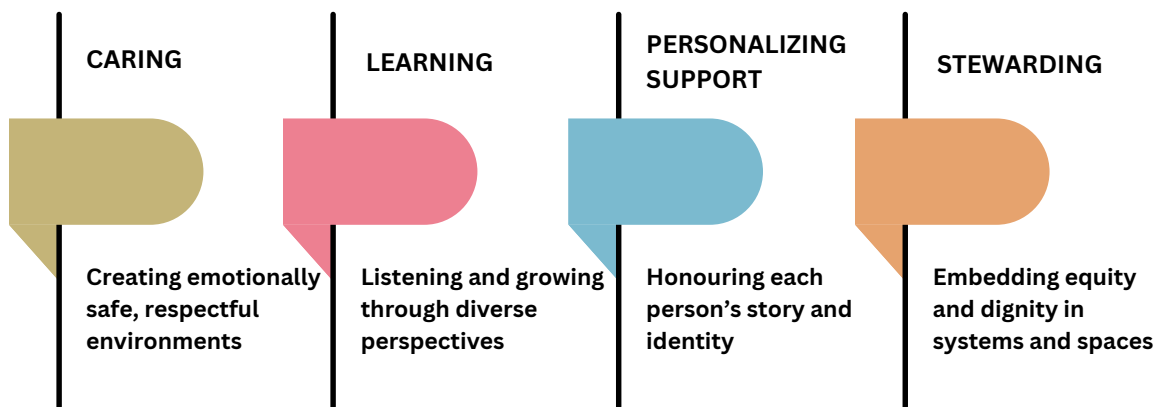 CARING
Creating emotionally
safe, respectful
environments
LEARNING
Listening and growing
through diverse
perspectives
PERSONALIZING
SUPPORT
Honouring each
person’s story and
identity
STEWARDING
Embedding equity
and dignity in
systems and spaces